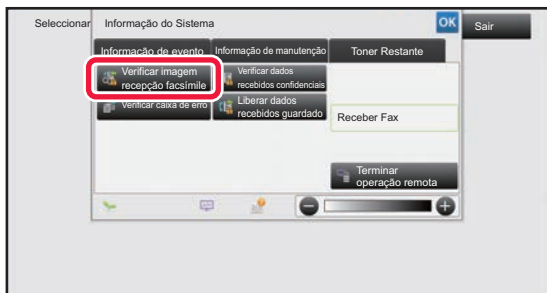 Seleccionar
Informação do Sistema
OK
Sair
Informação de evento
Informação de manutenção
Toner Restante
Verificar imagem
recepção facsímile
Verificar dados
recebidos confidenciais
Verificar caixa de erro
Liberar dados
recebidos guardado
Receber Fax
Terminar
operação remota